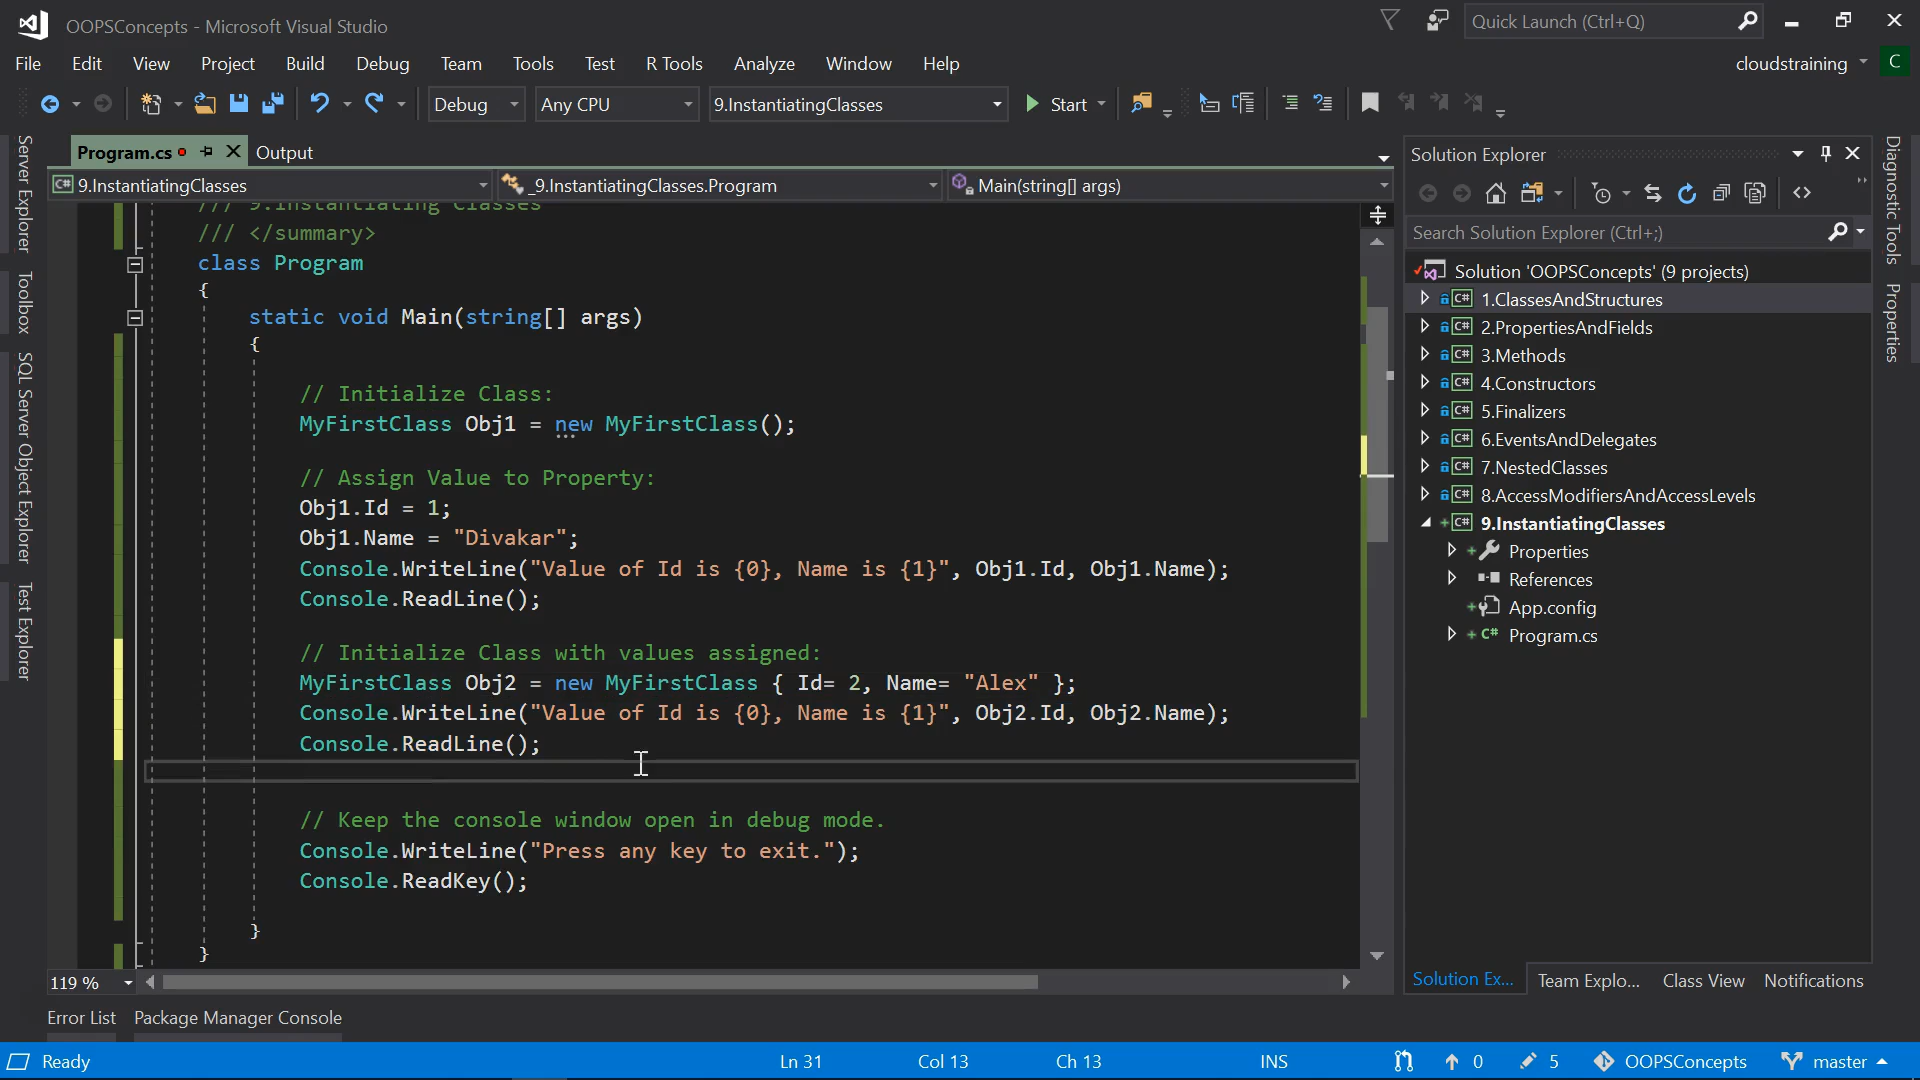 OOPSConcepts - Microsoft Visual Studio
Quick Launch (Ctrl+Q)
File Edit View Project Build Debug Team Tools Test R Tools Analyze Window Help
cloudstraining C
Debug Any CPU 9.InstantiatingClasses Start
Program.cs Output
9.InstantiatingClasses _9.InstantiatingClasses.Program Main(string[] args)
/// 9.Instantiating Classes
/// </summary>
class Program
{
static void Main(string[] args)
{
// Initialize Class:
MyFirstClass Obj1 = new MyFirstClass();
// Assign Value to Property:
Obj1.Id = 1;
Obj1.Name = "Divakar";
Console.WriteLine("Value of Id is {0}, Name is {1}", Obj1.Id, Obj1.Name);
Console.ReadLine();
// Initialize Class with values assigned:
MyFirstClass Obj2 = new MyFirstClass { Id= 2, Name= "Alex" };
Console.WriteLine("Value of Id is {0}, Name is {1}", Obj2.Id, Obj2.Name);
Console.ReadLine();
// Keep the console window open in debug mode.
Console.WriteLine("Press any key to exit.");
Console.ReadKey();
}
}
119 %
Server Explorer
Toolbox
SQL Server Object Explorer
Test Explorer
Solution Explorer
Search Solution Explorer (Ctrl+;)
Solution 'OOPSConcepts' (9 projects)
C# 1.ClassesAndStructures
C# 2.PropertiesAndFields
C# 3.Methods
C# 4.Constructors
C# 5.Finalizers
C# 6.EventsAndDelegates
C# 7.NestedClasses
C# 8.AccessModifiersAndAccessLevels
C# 9.InstantiatingClasses
Properties
References
App.config
C# Program.cs
Solution Ex... Team Explo... Class View Notifications
Diagnostic Tools
Properties
Error List Package Manager Console
Ready Ln 31 Col 13 Ch 13 INS 0 5 OOPSConcepts master